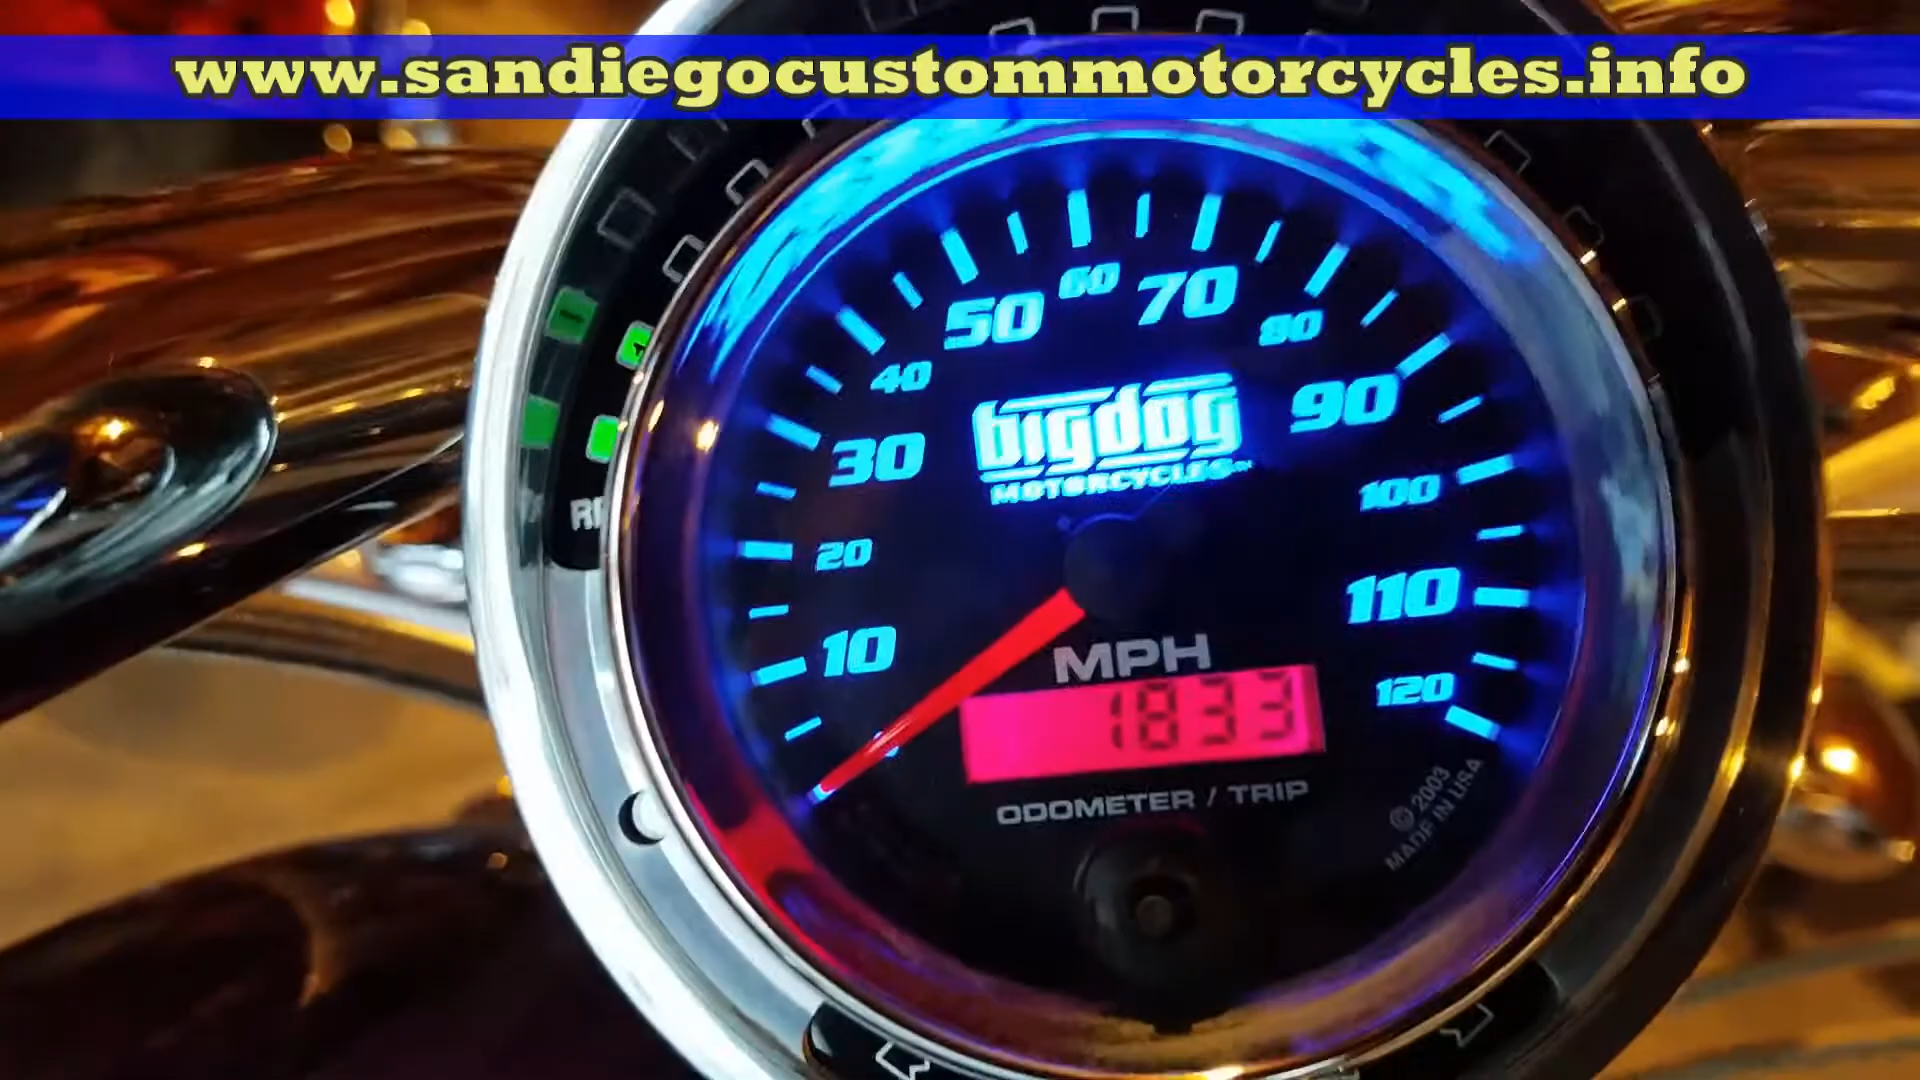 www.sandiegocustommotorcycles.info
50 60 70
40 80
30 90
bigdog
MOTORCYCLES
20 100
10 110
MPH
120
1833
ODOMETER / TRIP
© 2003
MADE IN USA